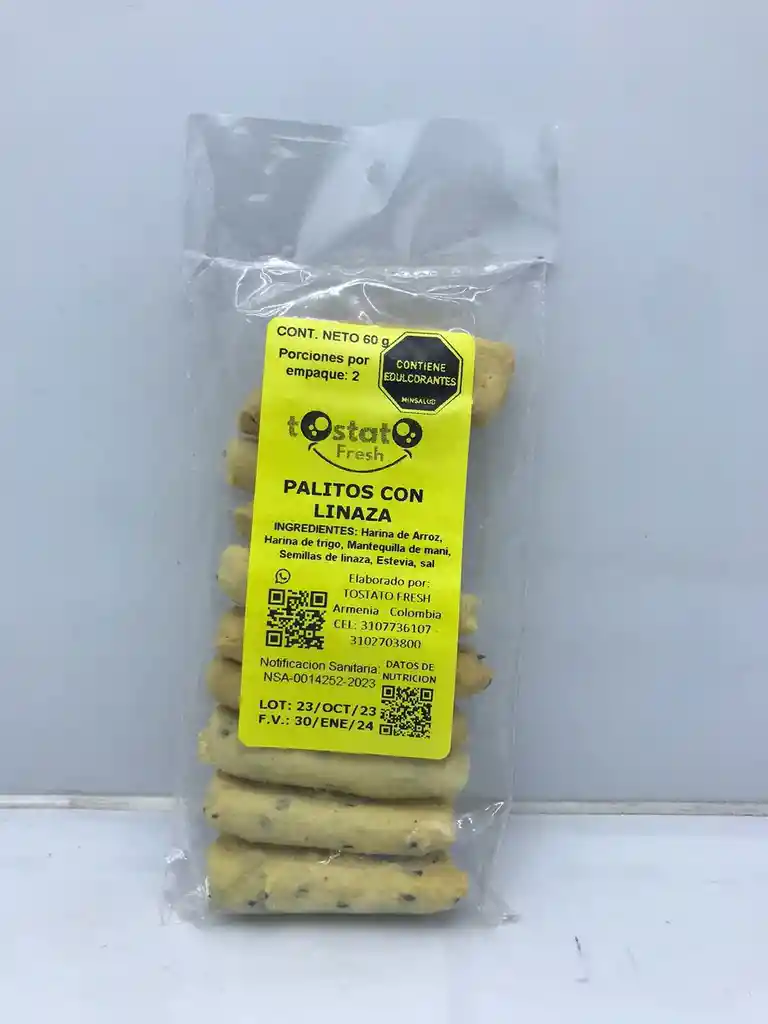 CONT. NETO 60 g
Porciones por
empaque: 2
CONTIENE
EDULCORANTES
MINSALUD
tostato
Fresh
PALITOS CON
LINAZA
INGREDIENTES: Harina de Arroz,
Harina de trigo, Mantequilla de mani,
Semillas de linaza, Estevia, sal
Elaborado por:
TOSTATO FRESH
Armenia Colombia
CEL: 3107736107 -
3102703800
Notificacion Sanitaria:
NSA-0014252-2023
DATOS DE
NUTRICION
LOT: 23/OCT/23
F.V.: 30/ENE/24